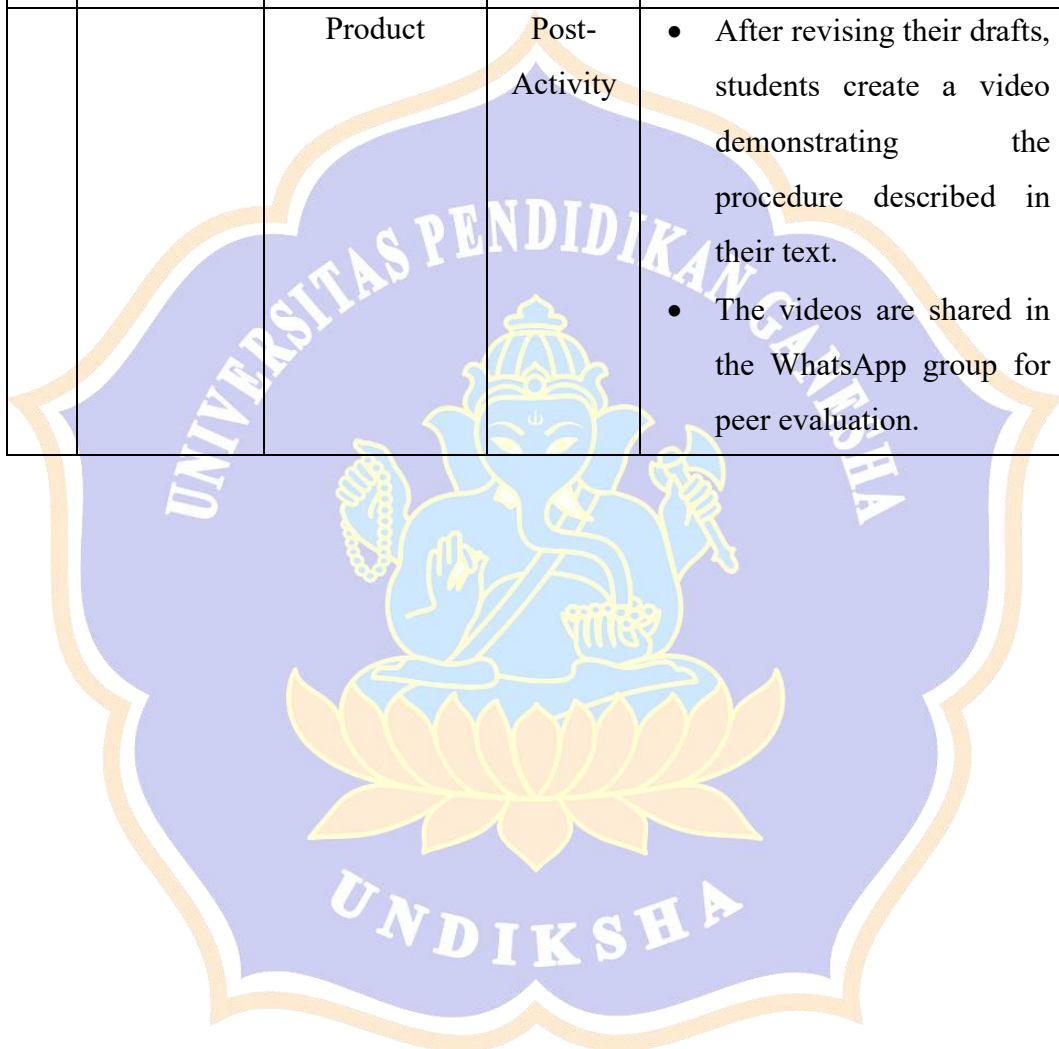 Product
Post-
Activity
• After revising their drafts,
students create a video
demonstrating the
procedure described in
their text.
• The videos are shared in
the WhatsApp group for
peer evaluation.
UNIVERSITAS PENDIDIKAN GANESHA
UNDIKSHA